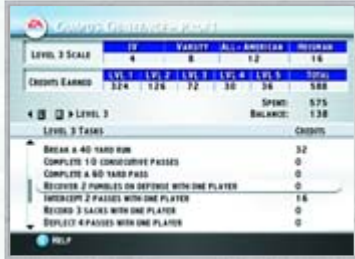 EA
CAMPUS CHALLENGE - PROFILE
LEVEL 3 SCALE
JV VARSITY ALL-AMERICAN HEISMAN
4 8 12 16
CREDITS EARNED
LVL 1 LVL 2 LVL 3 LVL 4 LVL 5 TOTAL
324 126 72 30 36 588
SPENT: 575
LEVEL 3
BALANCE: 138
LEVEL 3 TASKS CREDITS
BREAK A 40 YARD RUN 32
COMPLETE 10 CONSECUTIVE PASSES 0
COMPLETE A 60 YARD PASS 0
RECOVER 2 FUMBLES ON DEFENSE WITH ONE PLAYER 0
INTERCEPT 2 PASSES WITH ONE PLAYER 16
RECORD 3 SACKS WITH ONE PLAYER 0
DEFLECT 4 PASSES WITH ONE PLAYER 0
HELP